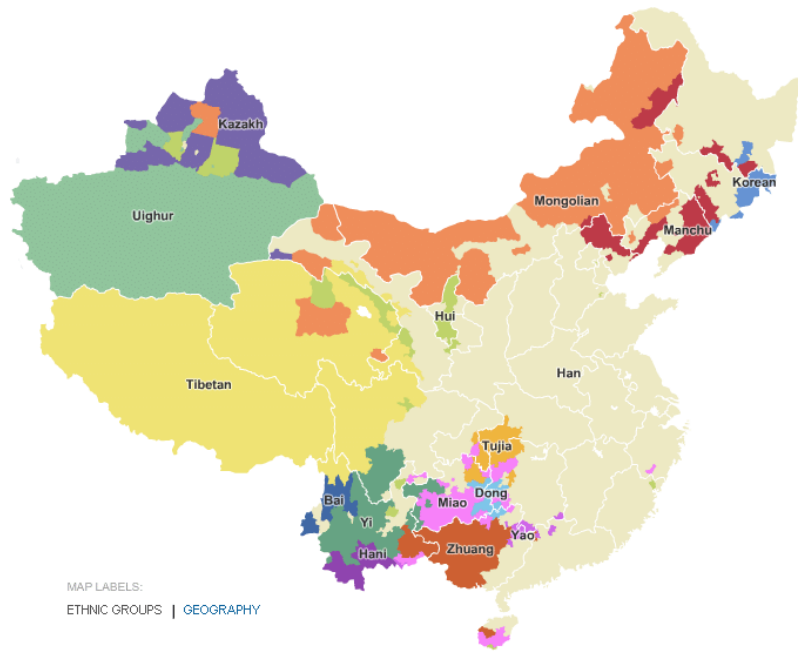 Kazakh
Uighur
Mongolian
Korean
Manchu
Hui
Han
Tibetan
Tujia
Bai
Miao
Dong
Yi
Yao
Hani
Zhuang
MAP LABELS:
ETHNIC GROUPS | GEOGRAPHY